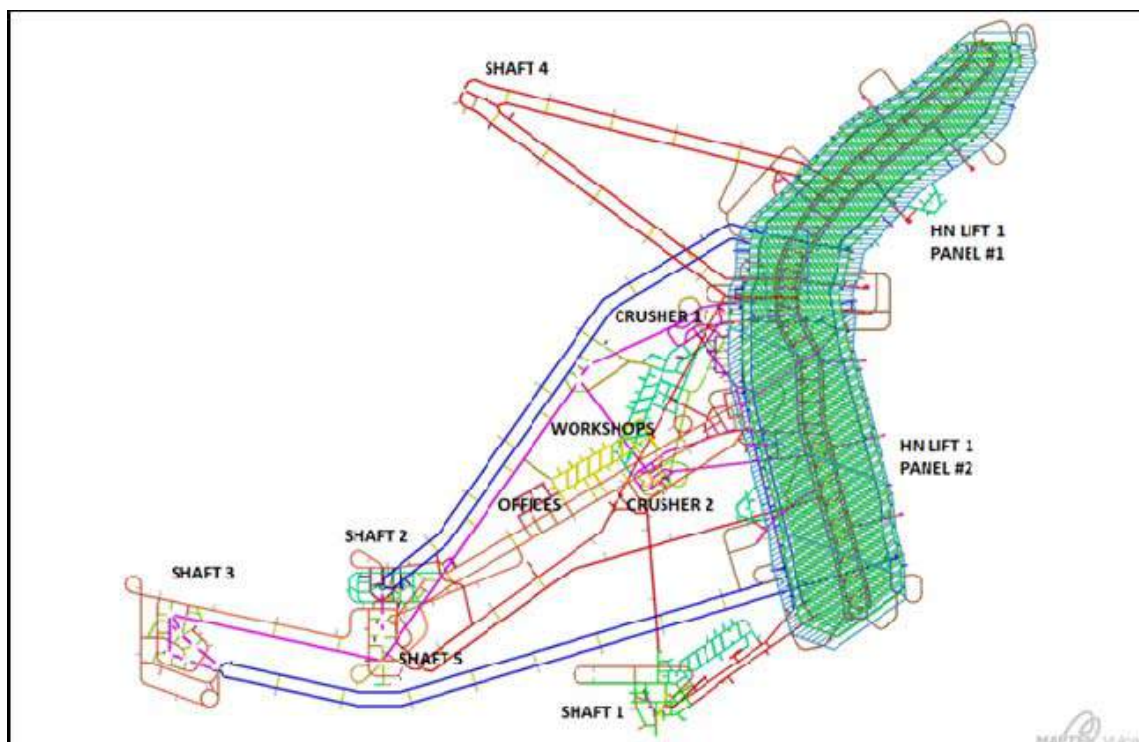 SHAFT 4
HN LIFT 1
PANEL #1
CRUSHER 1
WORKSHOPS
HN LIFT 1
PANEL #2
OFFICES
CRUSHER 2
SHAFT 2
SHAFT 3
SHAFT 5
SHAFT 1